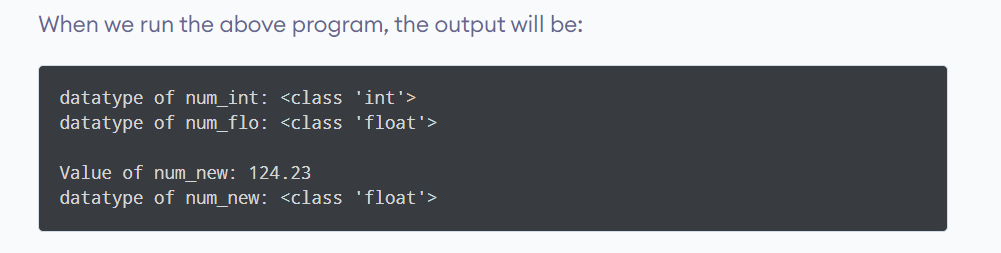 When we run the above program, the output will be:
datatype of num_int: <class 'int'>
datatype of num_flo: <class 'float'>
Value of num_new: 124.23
datatype of num_new: <class 'float'>